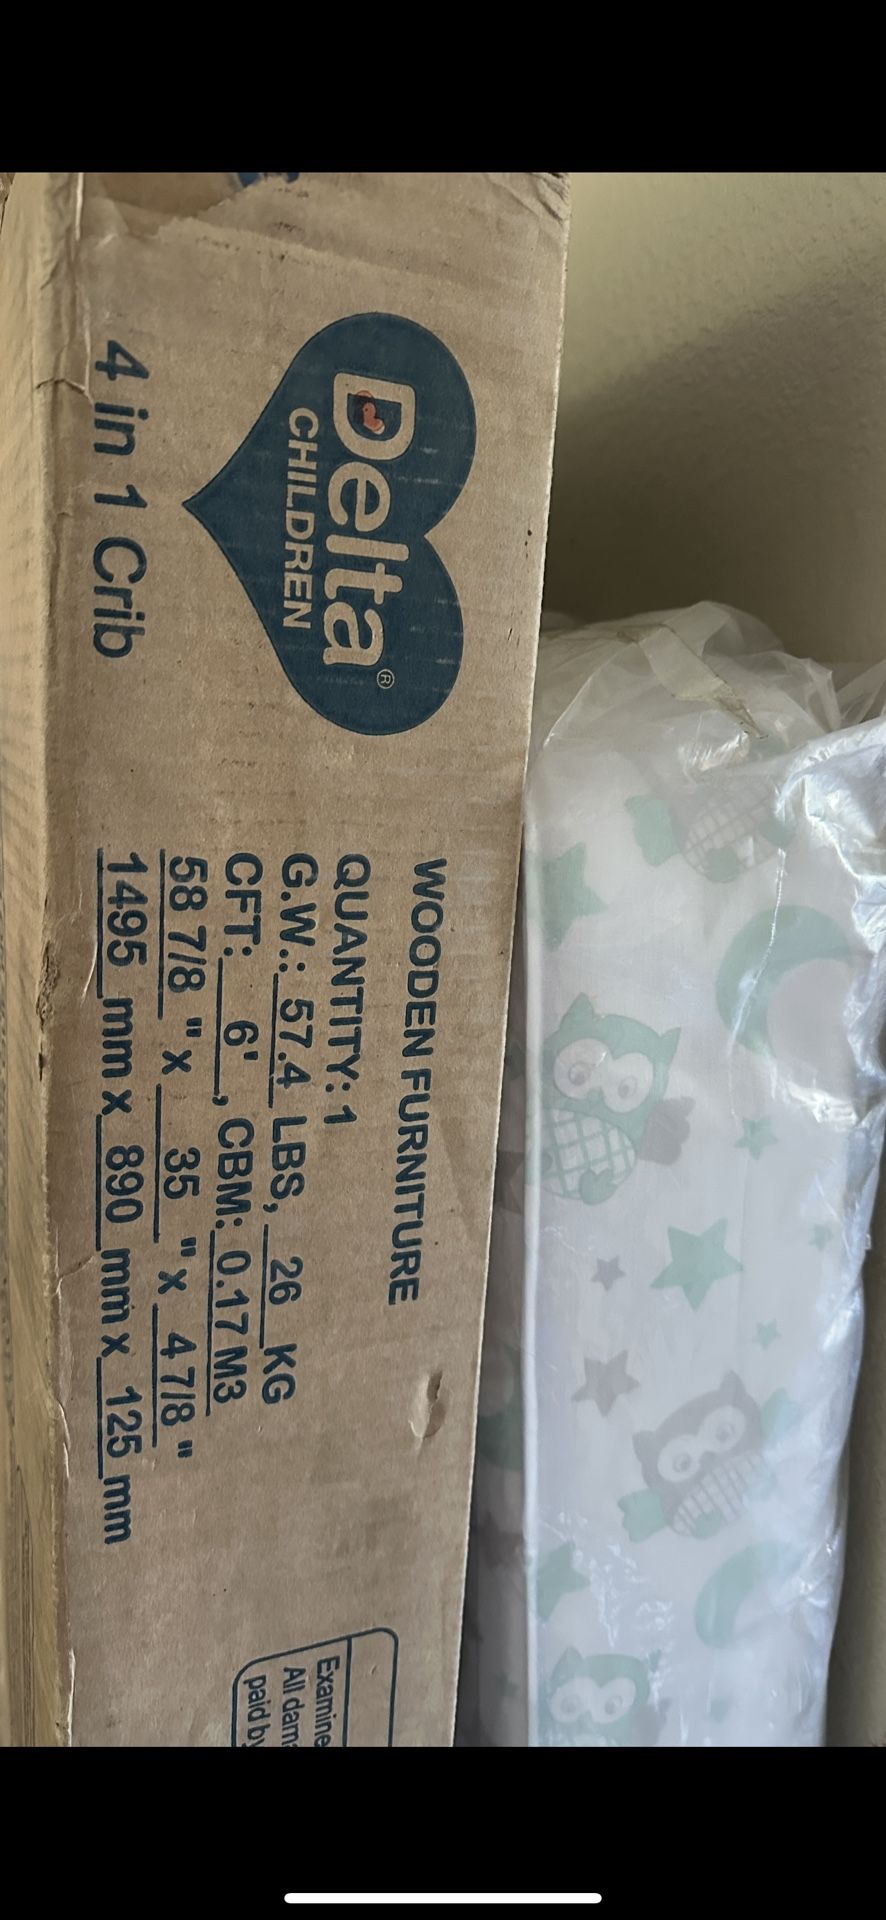 Delta®
CHILDREN
4 in 1 Crib
WOODEN FURNITURE
QUANTITY: 1
G.W.: 57.4 LBS, 26 KG
CFT: 6', CBM: 0.17 M3
58 7/8 " x 35 " x 4 7/8 "
1495 mm x 890 mm x 125 mm
Examine
All dama
paid by